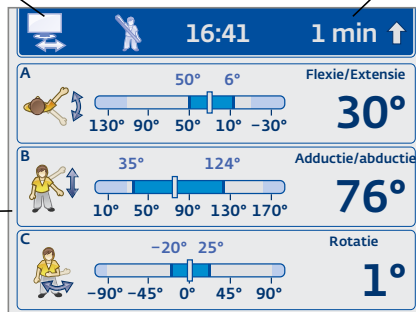 16:41 1 min
A Flexie/Extensie
50° 6°
30°
130° 90° 50° 10° -30°
B Adductie/abductie
35° 124°
76°
10° 50° 90° 130° 170°
C Rotatie
-20° 25°
1°
-90° -45° 0° 45° 90°